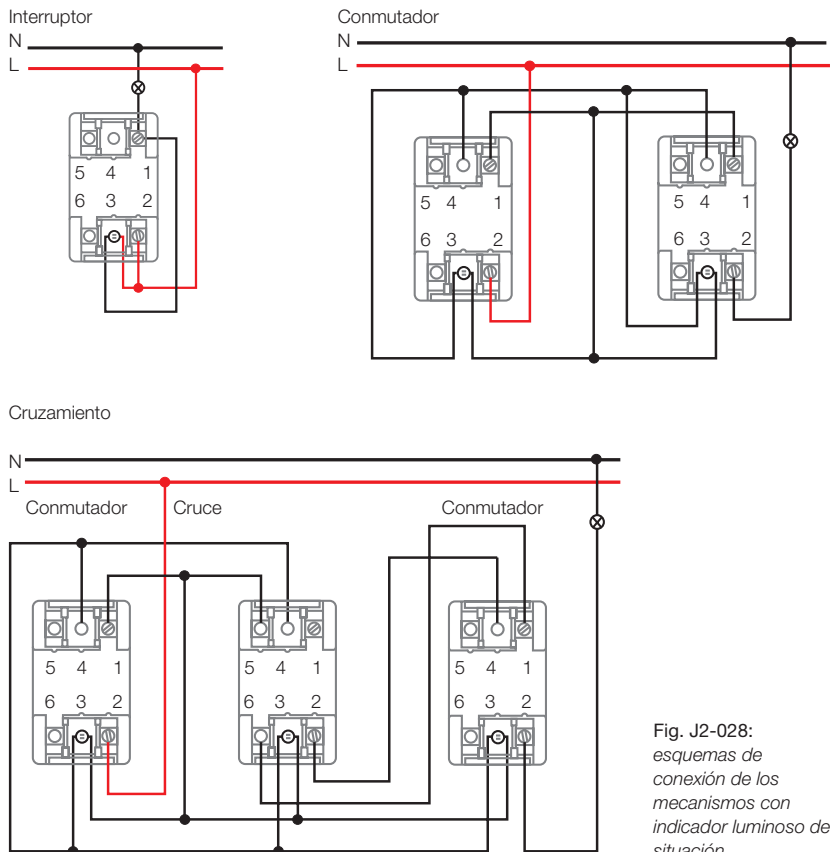 Interruptor
N
L
5 4 1
6 3 2
Conmutador
N
L
5 4 1
6 3 2
5 4 1
6 3 2
Cruzamiento
N
L
Conmutador Cruce Conmutador
5 4 1
6 3 2
5 4 1
6 3 2
5 4 1
6 3 2
Fig. J2-028:
esquemas de
conexión de los
mecanismos con
indicador luminoso de
situación